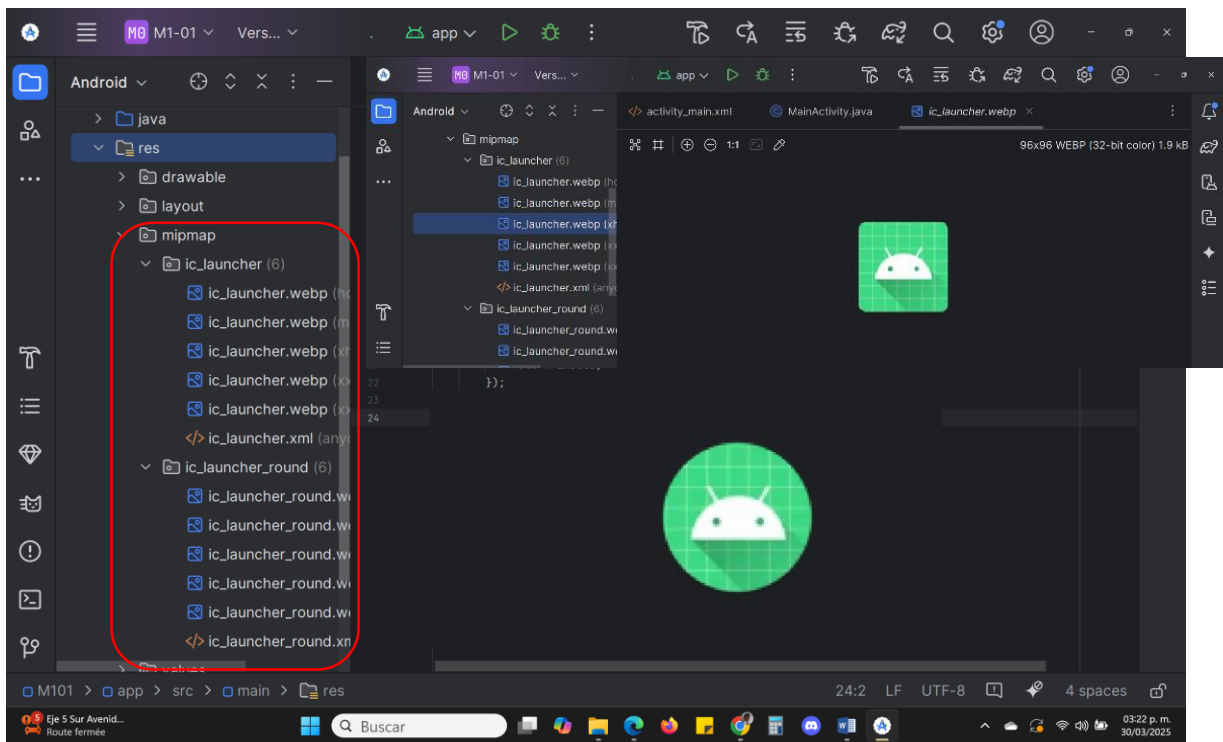 M0 M1-01 Vers...
app
Android
java
res
drawable
layout
mipmap
ic_launcher (6)
ic_launcher.webp
ic_launcher.webp
ic_launcher.webp
ic_launcher.webp
ic_launcher.webp
ic_launcher.xml
ic_launcher_round (6)
ic_launcher_round.
ic_launcher_round.
ic_launcher_round.
ic_launcher_round.
ic_launcher_round.
ic_launcher_round.
values
M0 M1-01 Vers...
app
Android
mipmap
ic_launcher (6)
ic_launcher.webp
ic_launcher.webp
ic_launcher.webp
ic_launcher.webp
ic_launcher.webp
ic_launcher.xml
ic_launcher_round (6)
ic_launcher_round.
ic_launcher_round.
activity_main.xml MainActivity.java ic_launcher.webp
1:1 96x96 WEBP (32-bit color) 1.9 kB
22 });
23
24
M101 > app > src > main > res
24:2 LF UTF-8 4 spaces
5 Eje 5 Sur Avenid...
Route fermée
Buscar
03:22 p. m.
30/03/2025